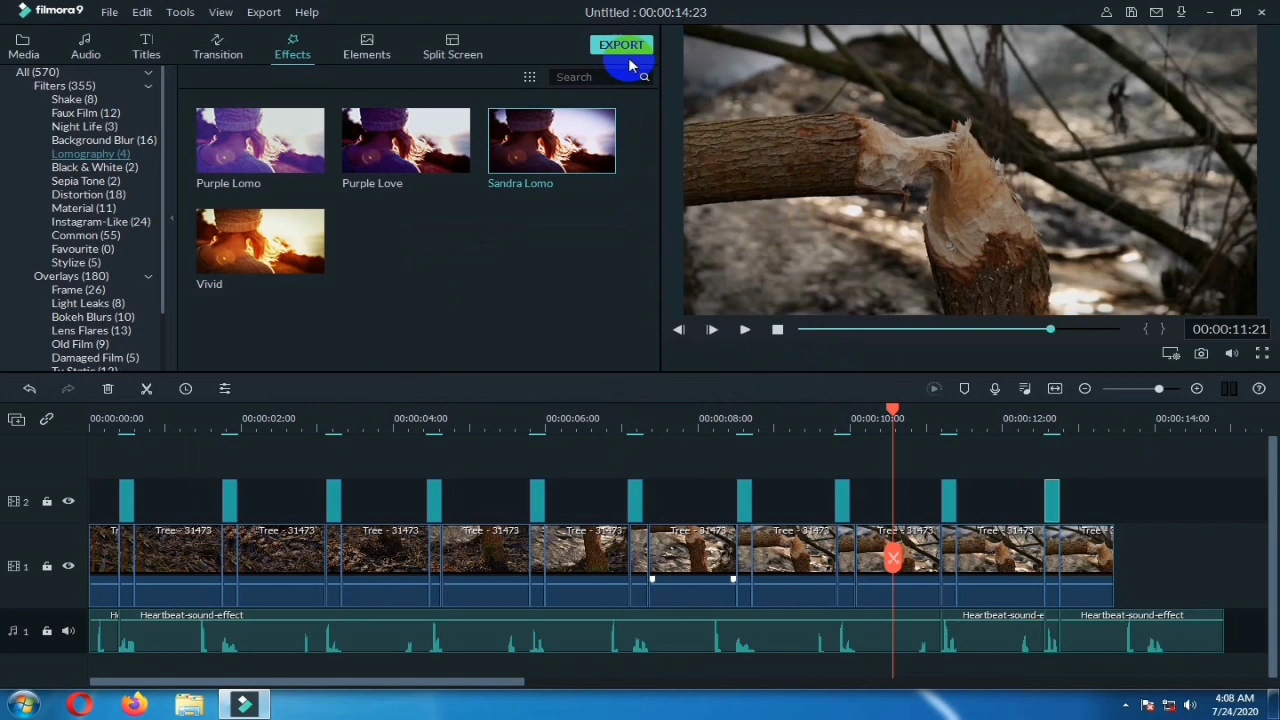 filmora9 File Edit Tools View Export Help Untitled : 00:00:14:23
Media Audio Titles Transition Effects Elements Split Screen EXPORT
All (570)
Filters (355)
Shake (8)
Faux Film (12)
Night Life (3)
Background Blur (16)
Lomography (4)
Black & White (2)
Sepia Tone (2)
Distortion (18)
Material (11)
Instagram-Like (24)
Common (55)
Favourite (0)
Stylize (5)
Overlays (180)
Frame (26)
Light Leaks (8)
Bokeh Blurs (10)
Lens Flares (13)
Old Film (9)
Damaged Film (5)
Search
Purple Lomo Purple Love Sandra Lomo
Vivid
00:00:11:21
00:00:00:00 00:00:02:00 00:00:04:00 00:00:06:00 00:00:08:00 00:00:10:00 00:00:12:00 00:00:14:00
2
Tree - 31473 Tree - 31473 Tree - 31473 Tree - 31473 Tree - 31473 Tree - 31473 Tree - 31473 Tree - 31473 Tree - 31473
1
Heartbeat-sound-effect Heartbeat-sound-e Heartbeat-sound-effect
1
4:08 AM
7/24/2020